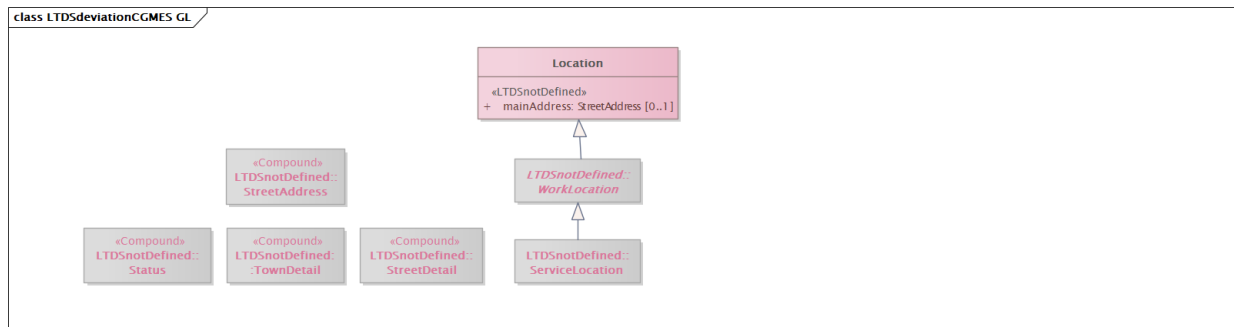 class LTDSdeviationCGMES GL
Location
«LTDSnotDefined»
+ mainAddress: StreetAddress [0..1]
«Compound»
LTDSnotDefined::
StreetAddress
LTDSnotDefined::
WorkLocation
«Compound»
LTDSnotDefined::
Status
«Compound»
LTDSnotDefined:
:TownDetail
«Compound»
LTDSnotDefined::
StreetDetail
LTDSnotDefined::
ServiceLocation